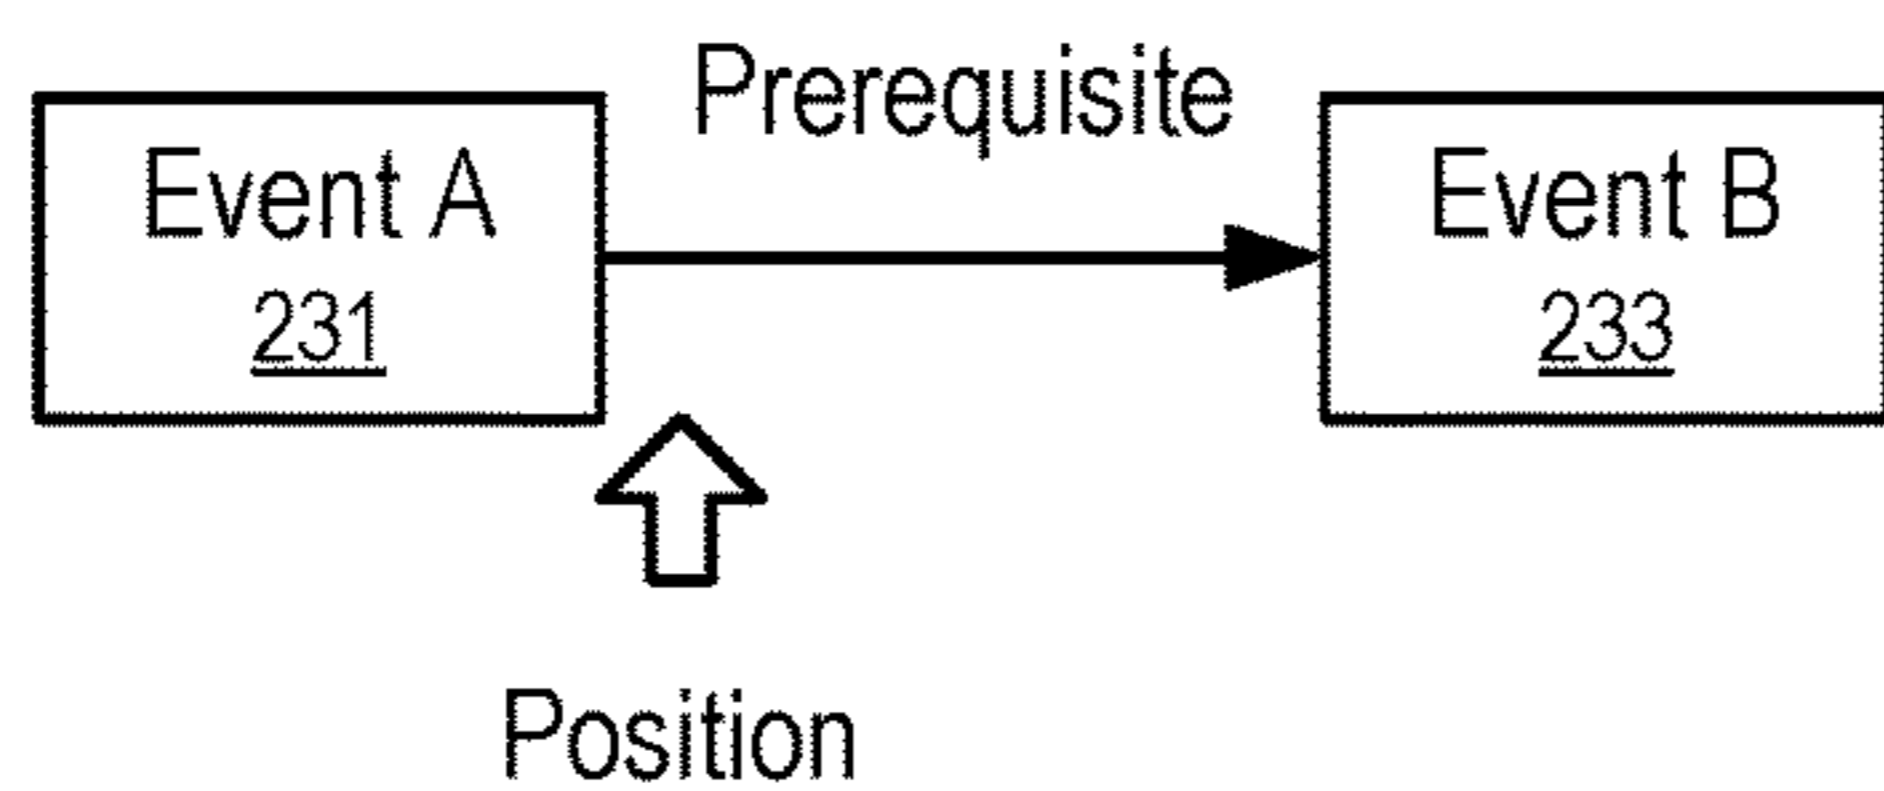 Prerequisite
Event A
231
Event B
233
Position